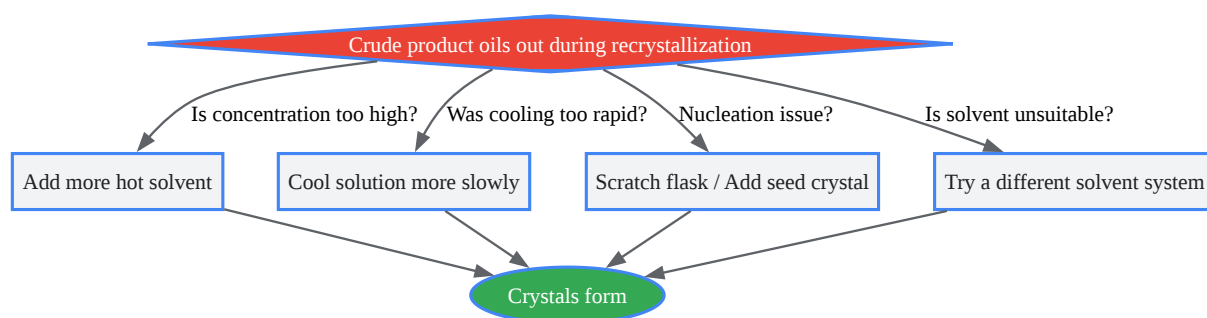 Crude product oils out during recrystallization
Is concentration too high?
Was cooling too rapid?
Nucleation issue?
Is solvent unsuitable?
Add more hot solvent
Cool solution more slowly
Scratch flask / Add seed crystal
Try a different solvent system
Crystals form